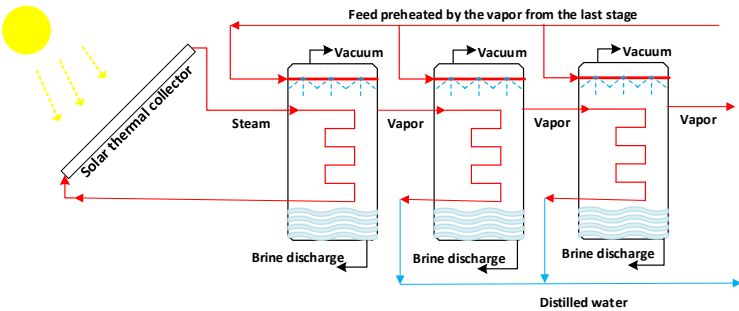 Feed preheated by the vapor from the last stage
Vacuum
Vacuum
Vacuum
Solar thermal collector
Steam
Vapor
Vapor
Vapor
Brine discharge
Brine discharge
Brine discharge
Distilled water